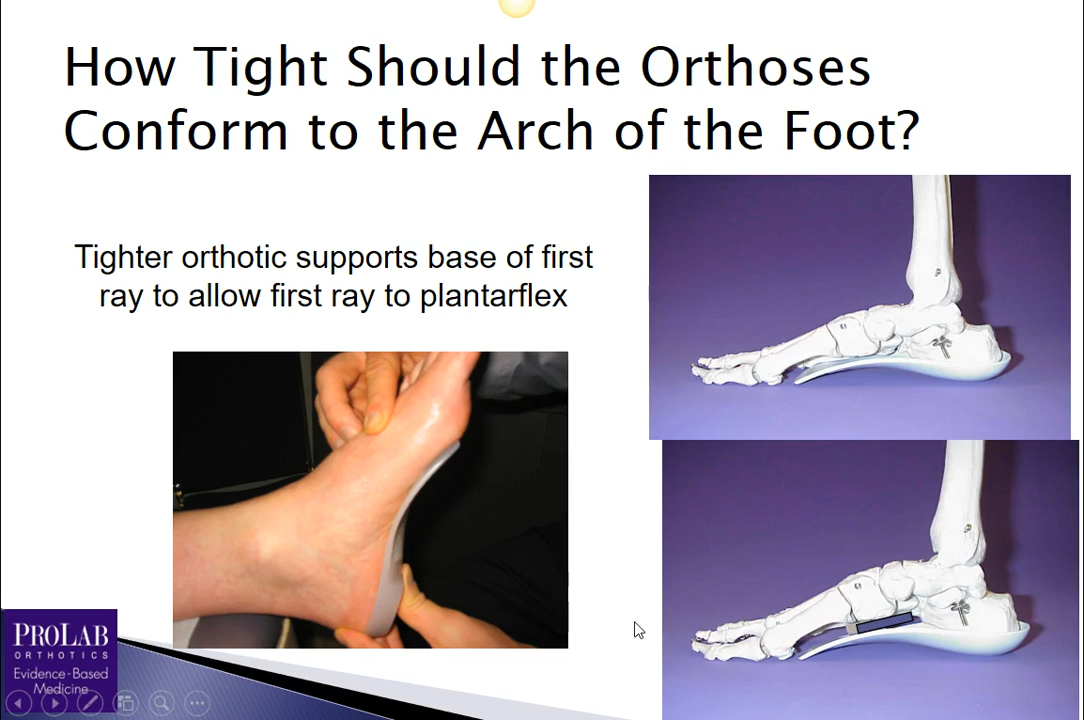 How Tight Should the Orthoses
Conform to the Arch of the Foot?
Tighter orthotic supports base of first
ray to allow first ray to plantarflex
PROLAB
ORTHOTICS
Evidence-Based
Medicine